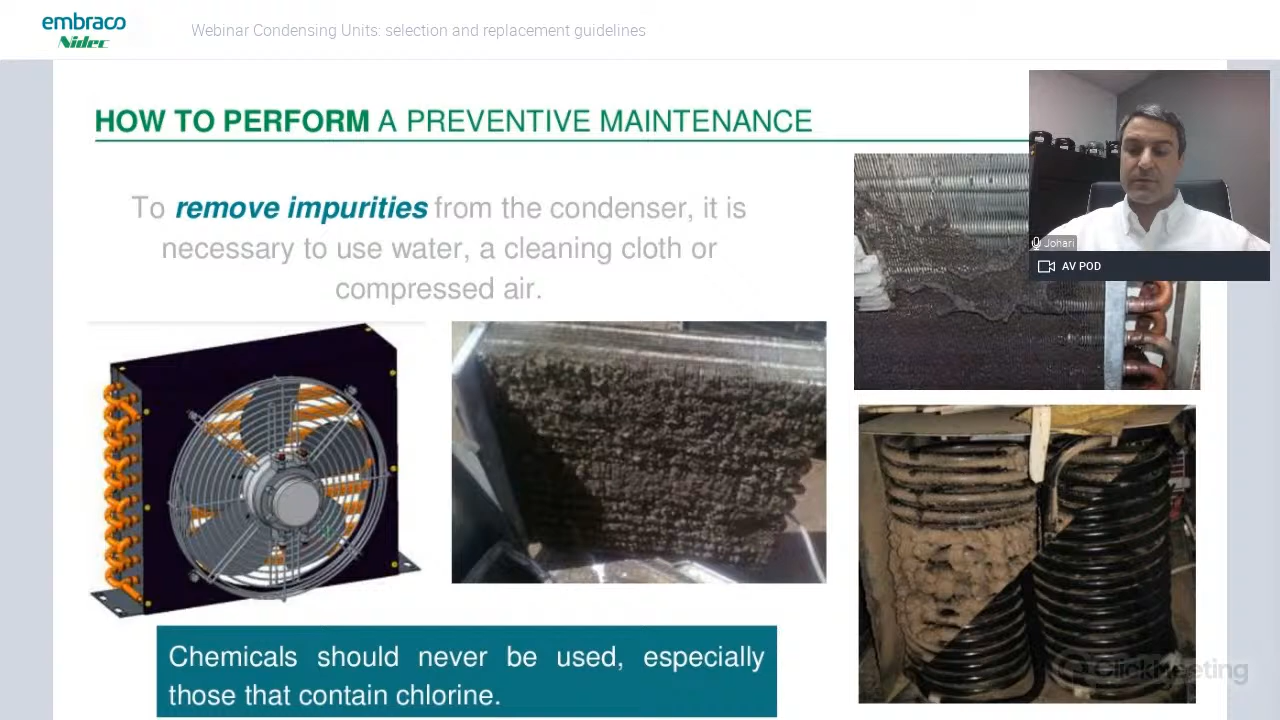 embraco
Nidec
Webinar Condensing Units: selection and replacement guidelines
HOW TO PERFORM A PREVENTIVE MAINTENANCE
To remove impurities from the condenser, it is
necessary to use water, a cleaning cloth or
compressed air.
Johari
AV POD
Chemicals should never be used, especially
those that contain chlorine.
ClickMeeting